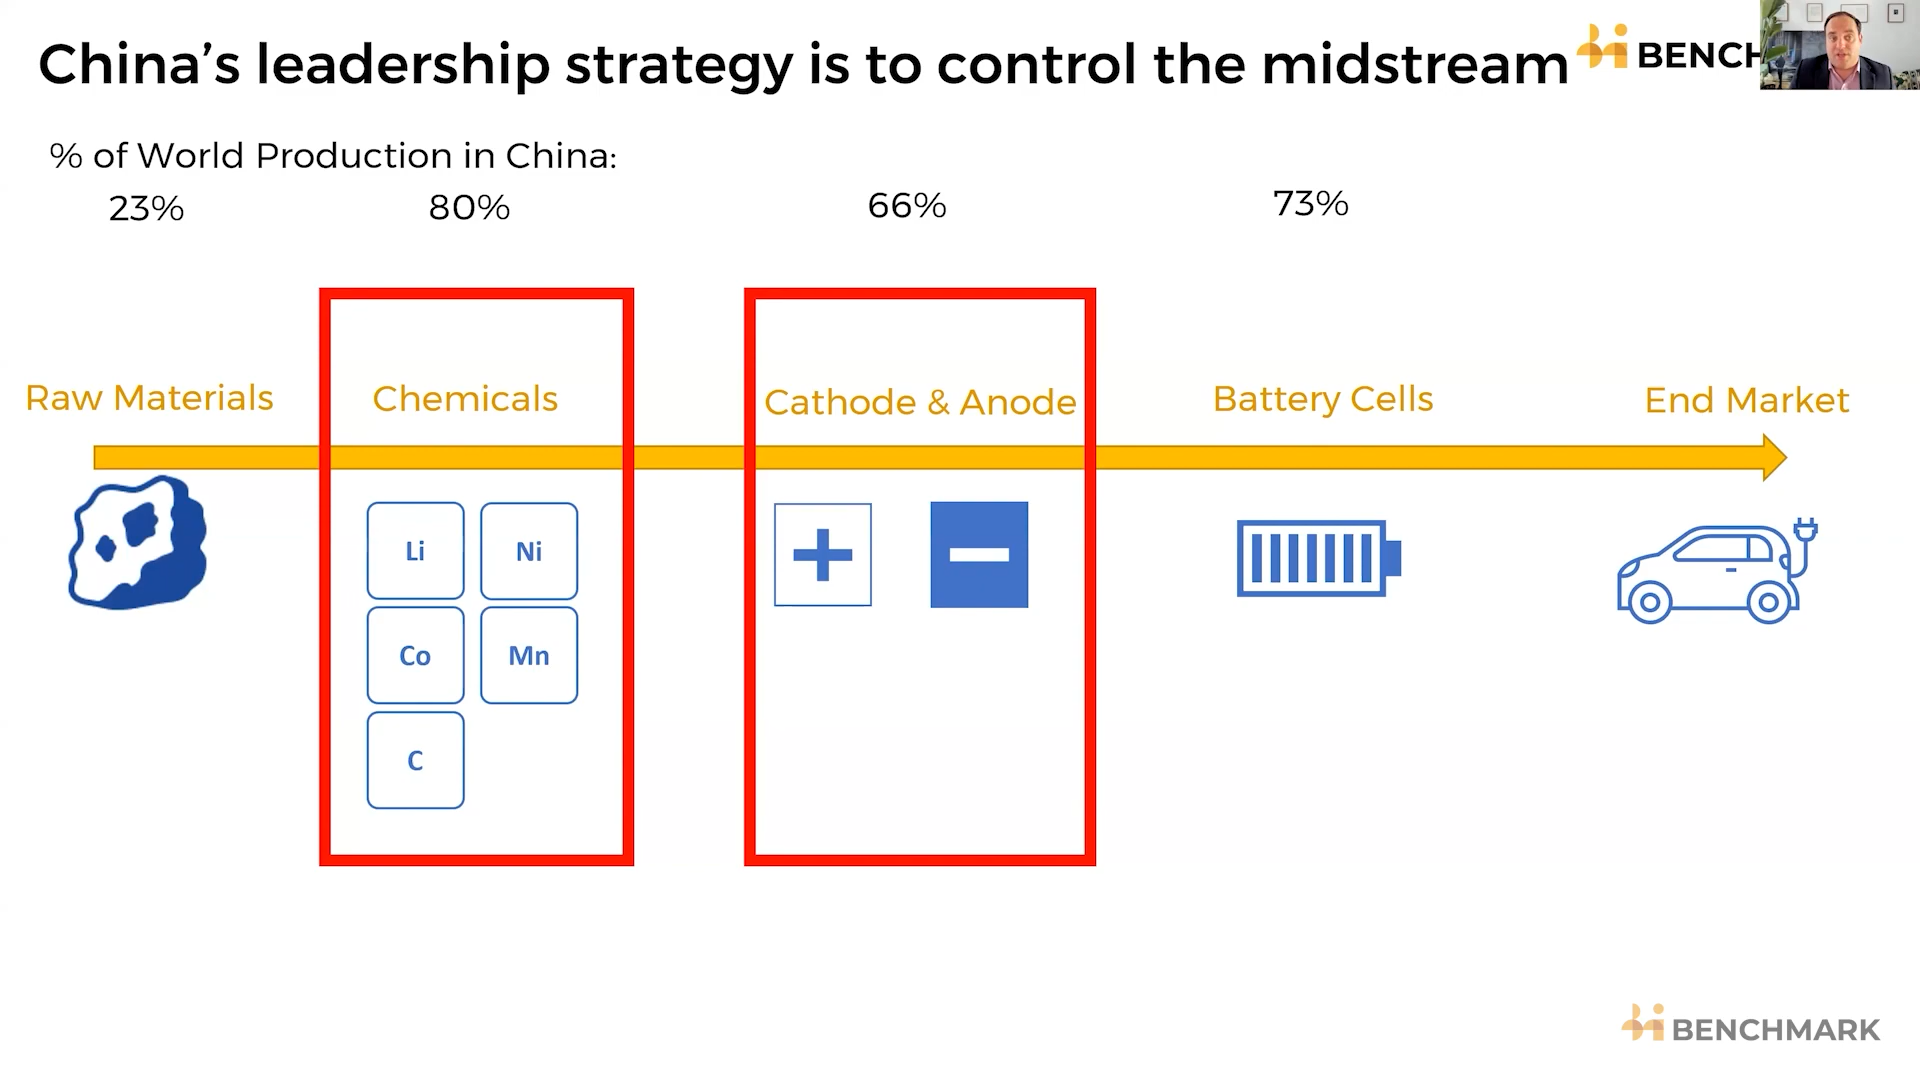 China's leadership strategy is to control the midstream
BENCH
% of World Production in China:
23%
80%
66%
73%
Raw Materials
Chemicals
Cathode & Anode
Battery Cells
End Market
Li
Ni
Co
Mn
C
BENCHMARK